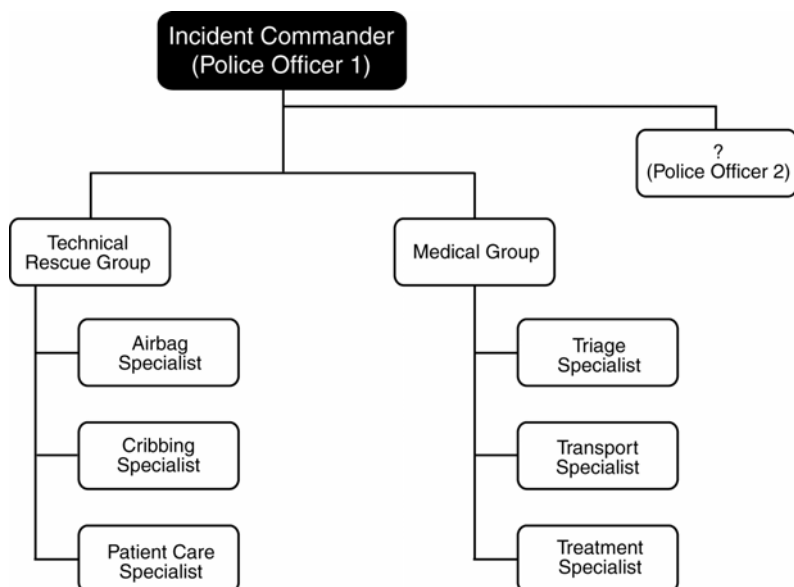 Incident Commander
(Police Officer 1)
?
(Police Officer 2)
Technical
Rescue Group
Medical Group
Airbag
Specialist
Triage
Specialist
Cribbing
Specialist
Transport
Specialist
Patient Care
Specialist
Treatment
Specialist